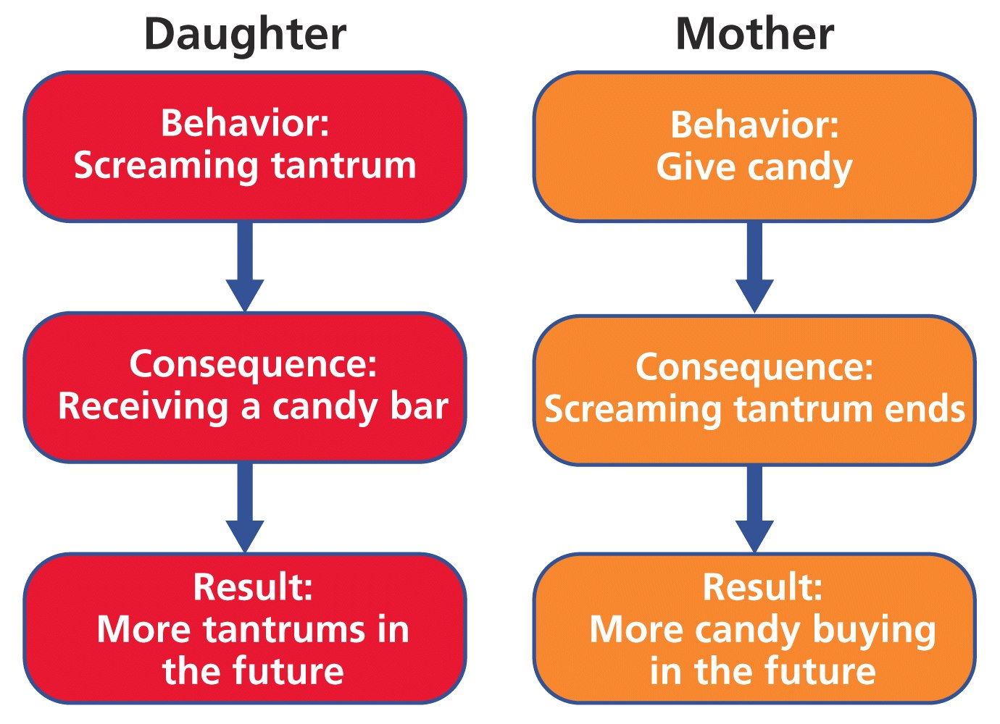 Daughter
Behavior:
Screaming tantrum
Consequence:
Receiving a candy bar
Result:
More tantrums in
the future
Mother
Behavior:
Give candy
Consequence:
Screaming tantrum ends
Result:
More candy buying
in the future